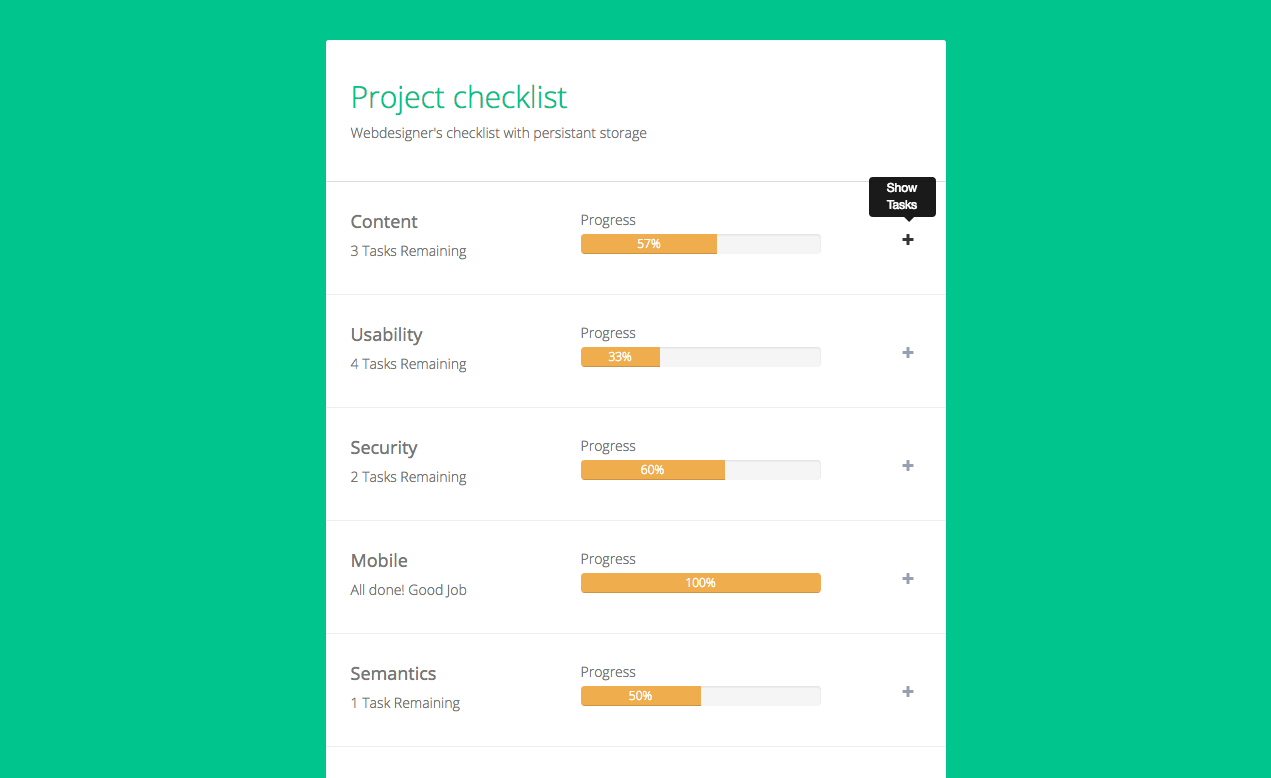 Project checklist
Webdesigner's checklist with persistant storage
Show
Tasks
Content
3 Tasks Remaining
Progress
57%
Usability
4 Tasks Remaining
Progress
33%
Security
2 Tasks Remaining
Progress
60%
Mobile
All done! Good Job
Progress
100%
Semantics
1 Task Remaining
Progress
50%